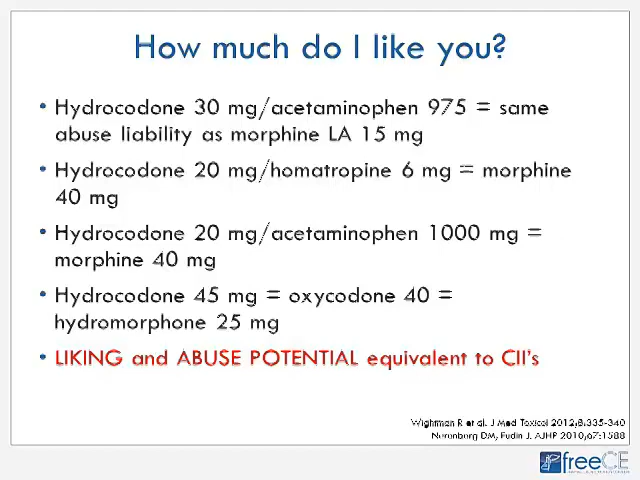 How much do I like you?
• Hydrocodone 30 mg/acetaminophen 975 = same
abuse liability as morphine LA 15 mg
• Hydrocodone 20 mg/homatropine 6 mg = morphine
40 mg
• Hydrocodone 20 mg/acetaminophen 1000 mg =
morphine 40 mg
• Hydrocodone 45 mg = oxycodone 40 =
hydromorphone 25 mg
• LIKING and ABUSE POTENTIAL equivalent to CII's
Wightman R et al. J Med Toxicol 2012;8:335-340
Nuronburg DM, Fudin J. AJHP 2010;67:1588
freeCE